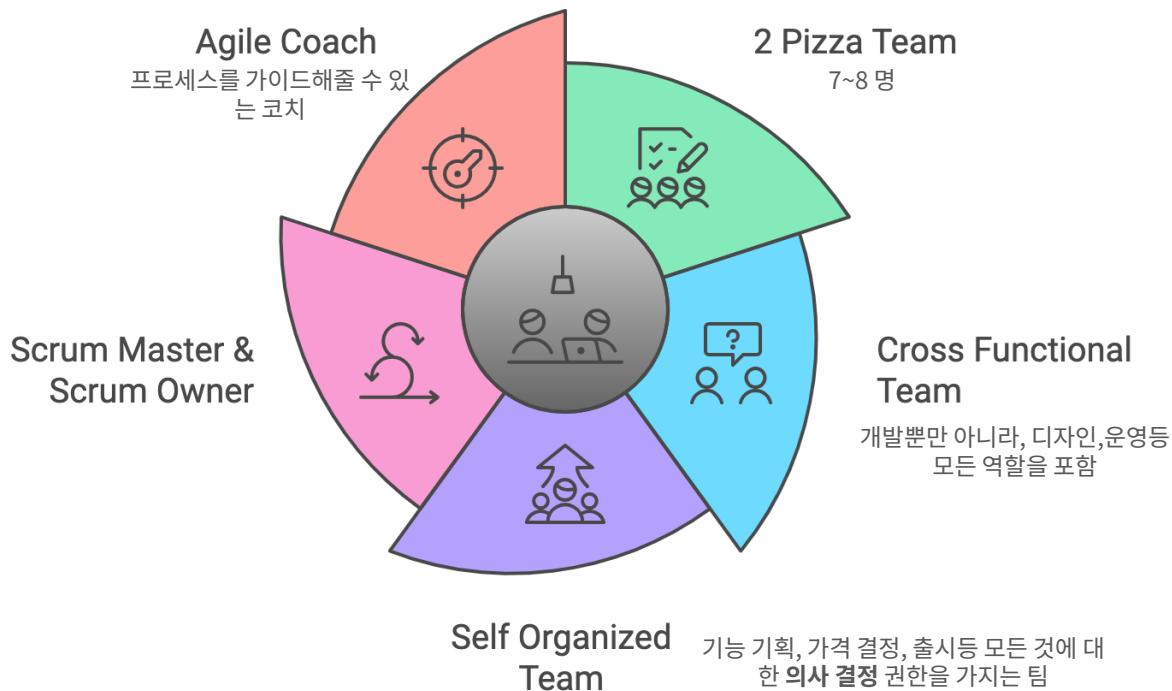 Agile Coach
프로세스를 가이드해줄 수 있
는 코치
2 Pizza Team
7~8 명
?
Scrum Master &
Scrum Owner
Cross Functional
Team
개발뿐만 아니라, 디자인,운영등
모든 역할을 포함
Self Organized
Team
기능 기획, 가격 결정, 출시등 모든 것에 대
한 의사 결정 권한을 가지는 팀